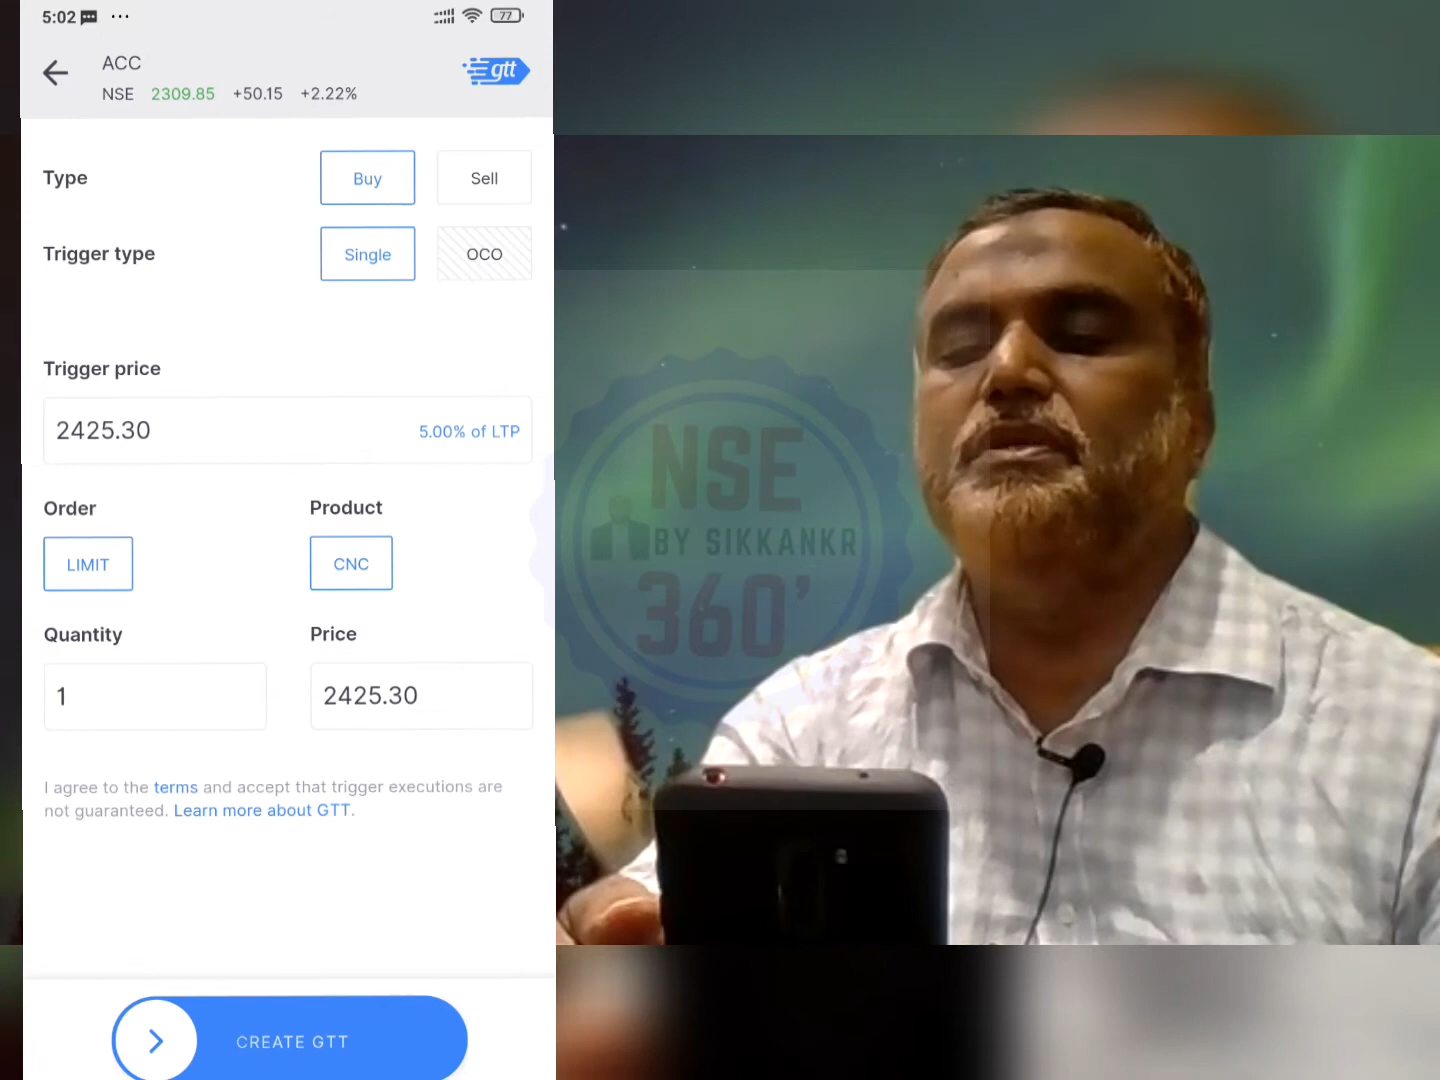 5:02 ... 77
ACC
gtt
NSE 2309.85 +50.15 +2.22%
Type Buy Sell
Trigger type Single OCO
Trigger price
2425.30 5.00% of LTP
Order Product
LIMIT CNC
Quantity Price
1 2425.30
I agree to the terms and accept that trigger executions are
not guaranteed. Learn more about GTT.
CREATE GTT
NSE
BY SIKKANKR
360'